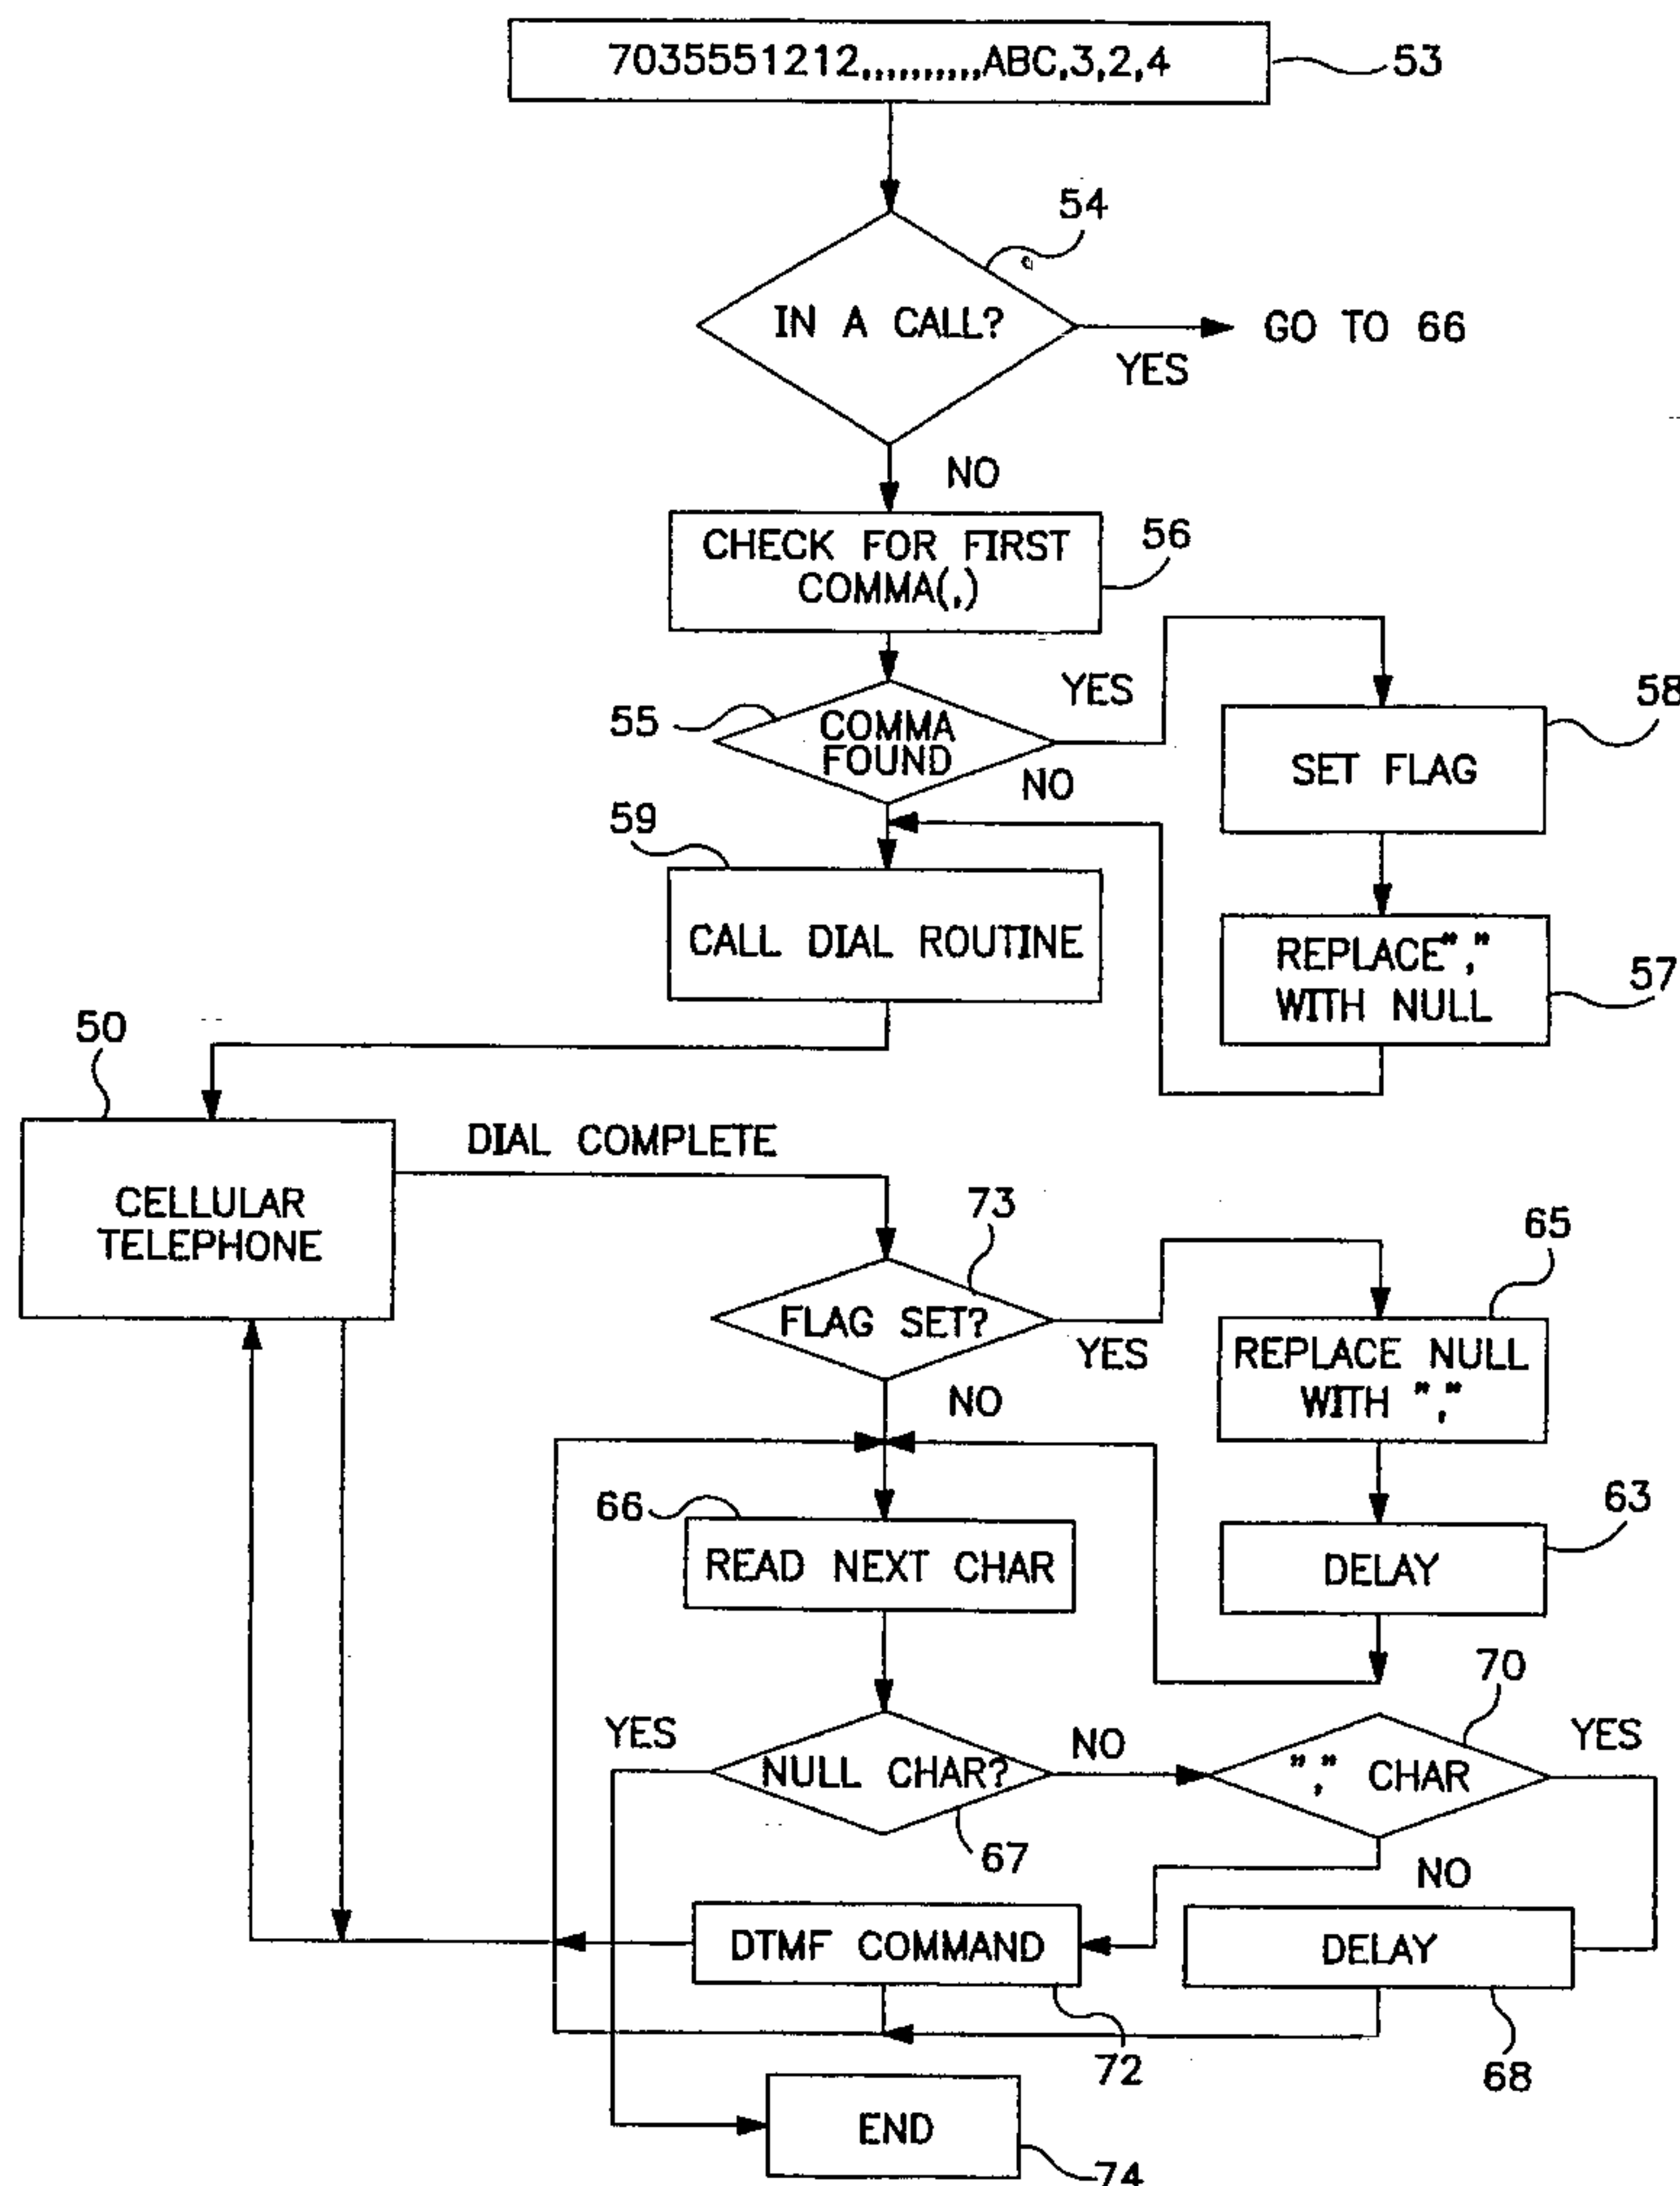 7035551212,,,,,,,,,,ABC,3,2,4
53
54
IN A CALL?
GO TO 66
YES
NO
CHECK FOR FIRST
COMMA(,)
56
YES
58
55
COMMA
FOUND
SET FLAG
NO
59
CALL DIAL ROUTINE
REPLACE","
WITH NULL
57
50
DIAL COMPLETE
CELLULAR
TELEPHONE
73
65
FLAG SET?
YES
REPLACE NULL
WITH ","
NO
66
63
READ NEXT CHAR
DELAY
70
YES
NULL CHAR?
NO
"," CHAR
YES
67
NO
DTMF COMMAND
DELAY
72
68
END
74